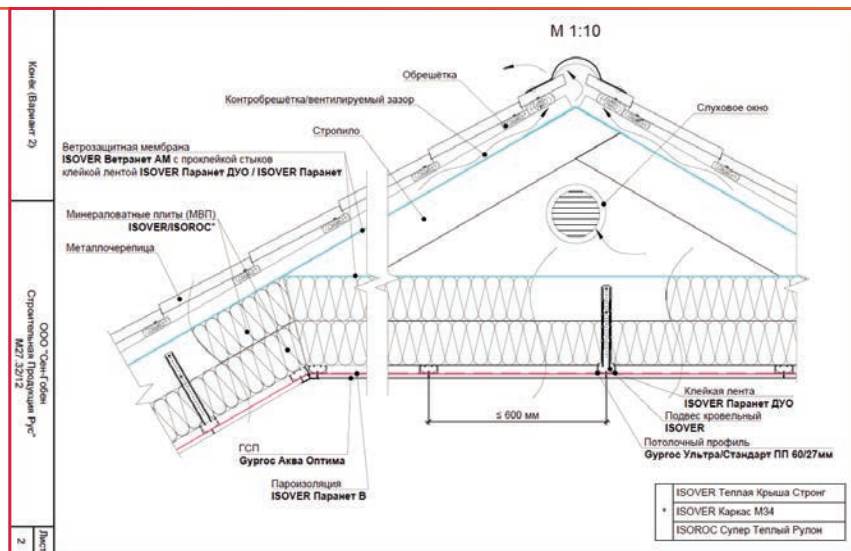 М 1:10
Обрешётка
Контробрешётка/вентилируемый зазор
Слуховое окно
Стропило
Ветрозащитная мембрана
ISOVER Ветранет АМ с проклейкой стыков
клейкой лентой ISOVER Паранет ДУО / ISOVER Паранет
Минераловатные плиты (МВП)
ISOVER/ISOROC*
Металлочерепица
Клейкая лента
ISOVER Паранет ДУО
≤ 600 мм
Подвес кровельный
ISOVER
ГСП
Gyproc Аква Оптима
Потолочный профиль
Gyproc Ультра/Стандарт ПП 60/27мм
Пароизоляция
ISOVER Паранет В
ISOVER Теплая Крыша Стронг
* ISOVER Каркас М34
ISOROC Супер Теплый Рулон
Конёк (Вариант 2)
ООО "Сен-Гобен
Строительная Продукция Рус"
М27.32/12
Лист
2